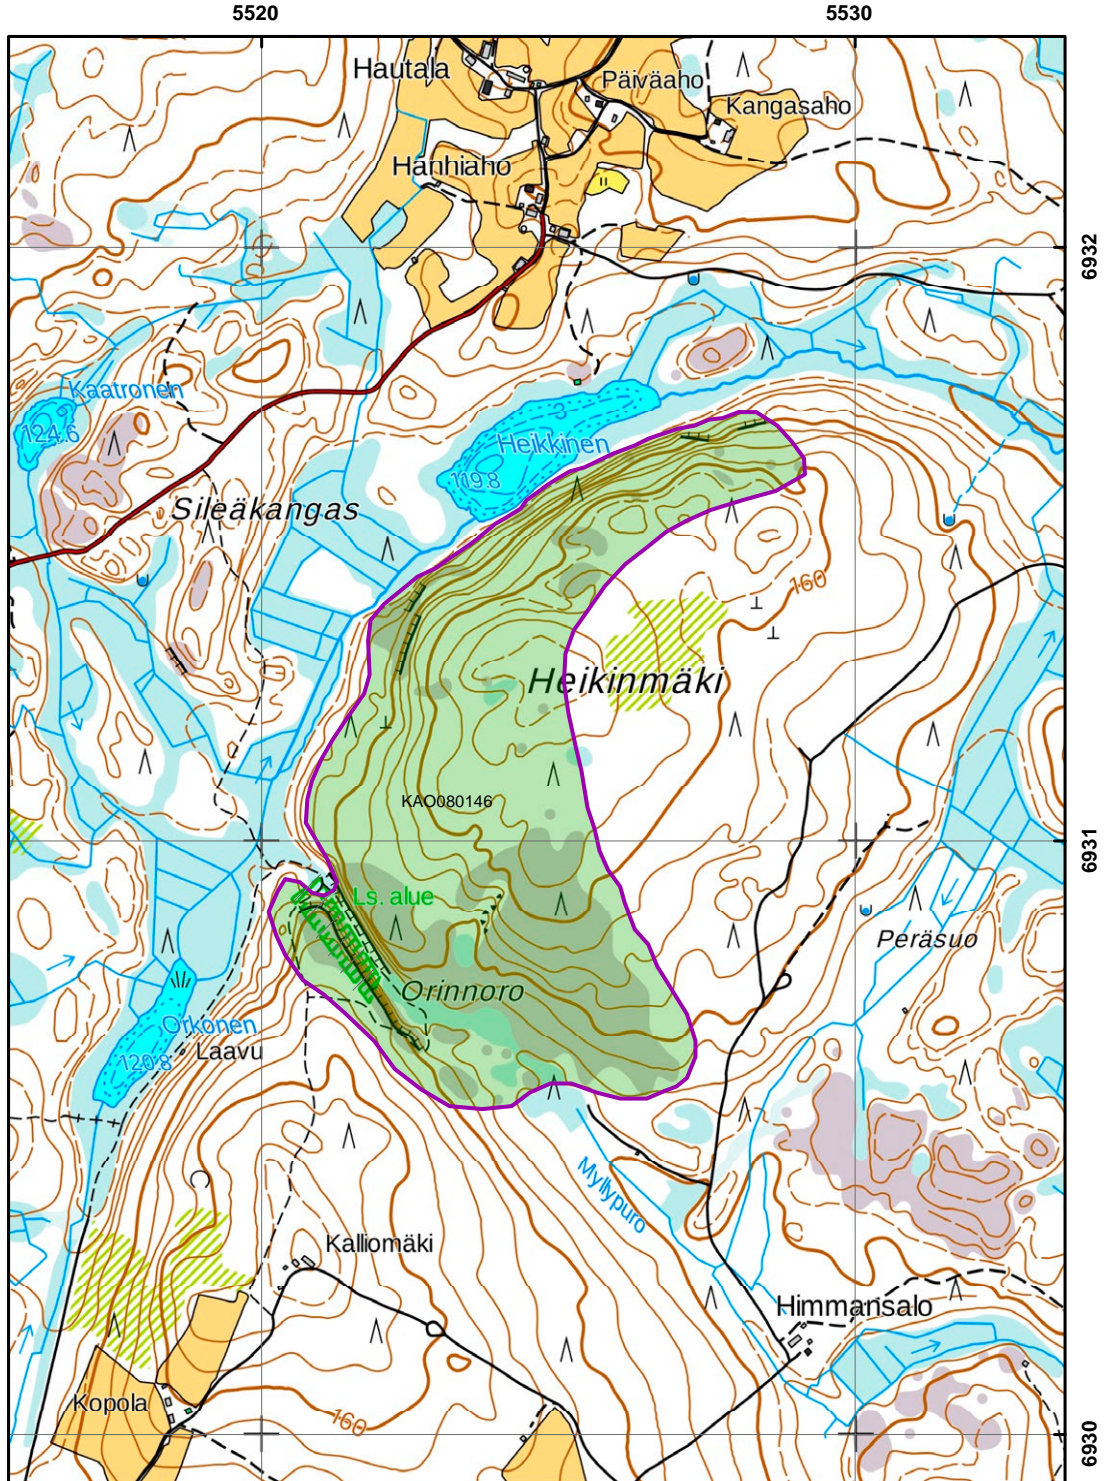 5520
5530
Hautala
Päiväaho
Kangasaho
Hanhiaho
6932
Kaatronen
124.6
3
Heikkinen
119.8
Sileäkangas
160
Heikinmäki
KAO080146
6931
Ls. alue
Peräsuo
Orinnoro
Orkonen
Laavu
120.8
Myllypuro
Kalliomäki
Himmansalo
Kopola
160
6930